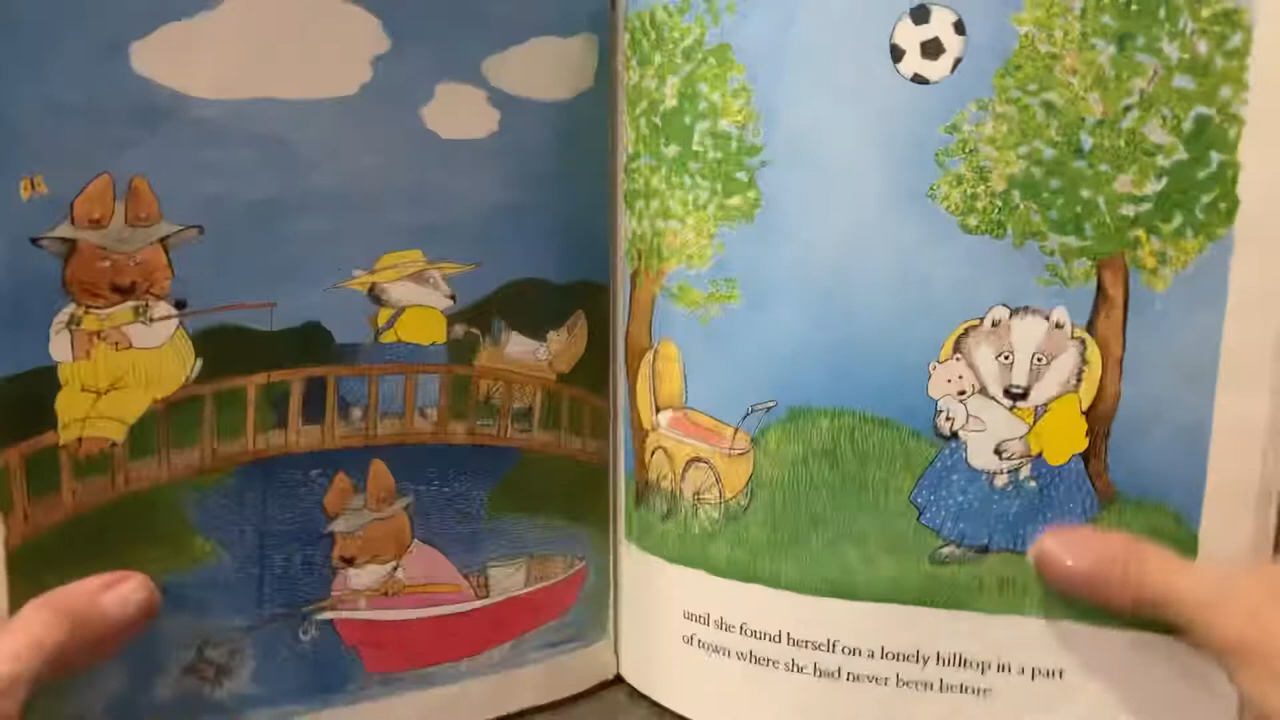 until she found herself on a lonely hilltop in a part
of town where she had never been before